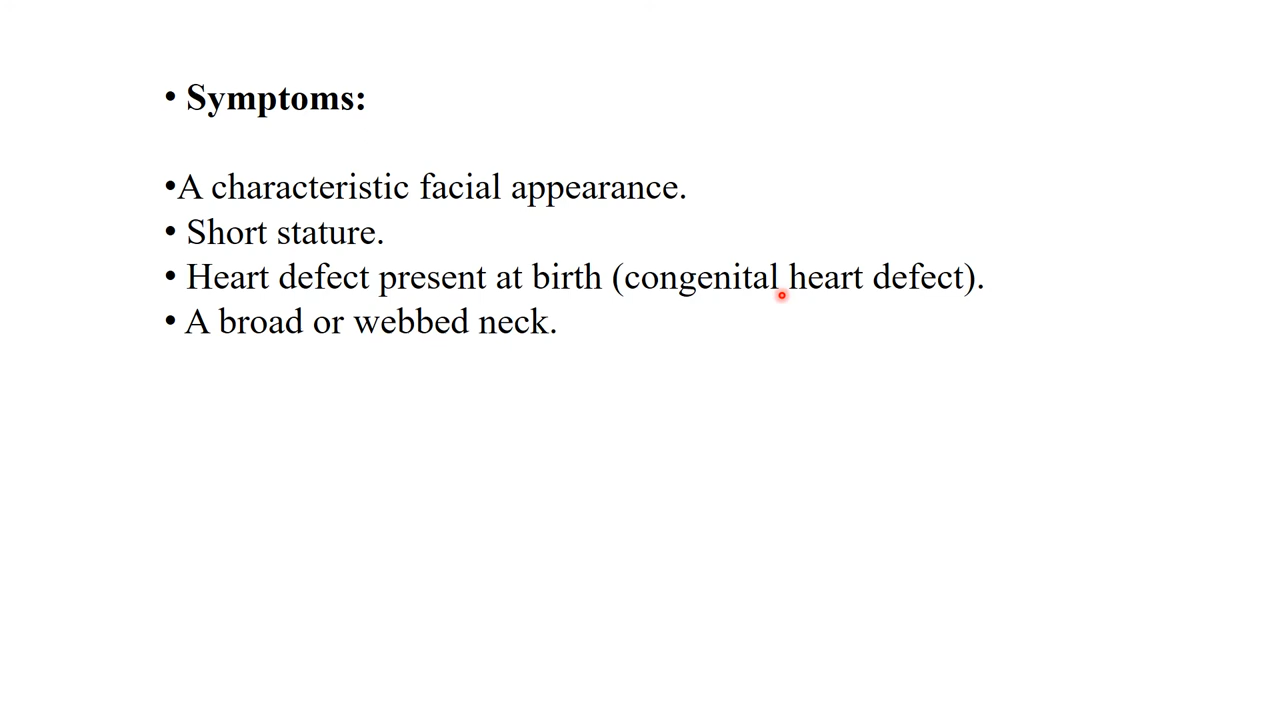 • Symptoms:
•A characteristic facial appearance.
• Short stature.
• Heart defect present at birth (congenital heart defect).
• A broad or webbed neck.